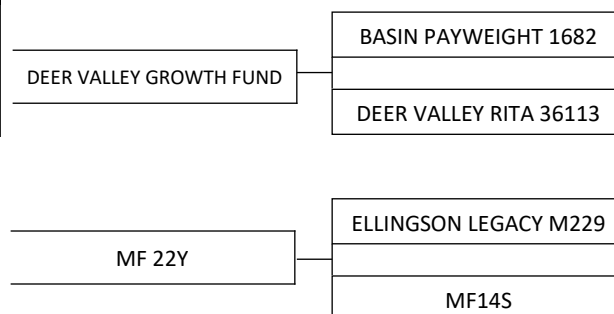 BASIN PAYWEIGHT 1682
DEER VALLEY GROWTH FUND
DEER VALLEY RITA 36113
ELLINGSON LEGACY M229
MF 22Y
MF14S